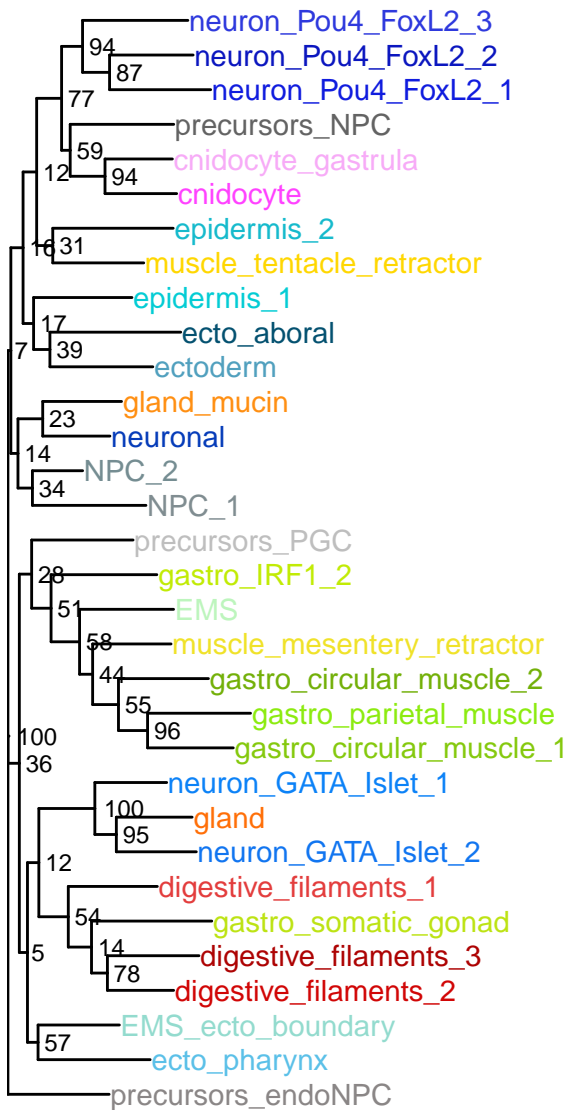 neuron_Pou4_FoxL2_3
94
neuron_Pou4_FoxL2_2
87
neuron_Pou4_FoxL2_1
77
precursors_NPC
59
cnidocyte_gastrula
12
94
cnidocyte
epidermis_2
16
31
muscle_tentacle_retractor
epidermis_1
17
ecto_aboral
7
39
ectoderm
gland_mucin
23
neuronal
14
NPC_2
34
NPC_1
precursors_PGC
28
gastro_IRF1_2
51
EMS
58
muscle_mesentery_retractor
44
gastro_circular_muscle_2
55
gastro_parietal_muscle
100
96
gastro_circular_muscle_1
36
neuron_GATA_Islet_1
100
gland
95
neuron_GATA_Islet_2
12
digestive_filaments_1
54
gastro_somatic_gonad
14
5
digestive_filaments_3
78
digestive_filaments_2
EMS_ecto_boundary
57
ecto_pharynx
precursors_endoNPC